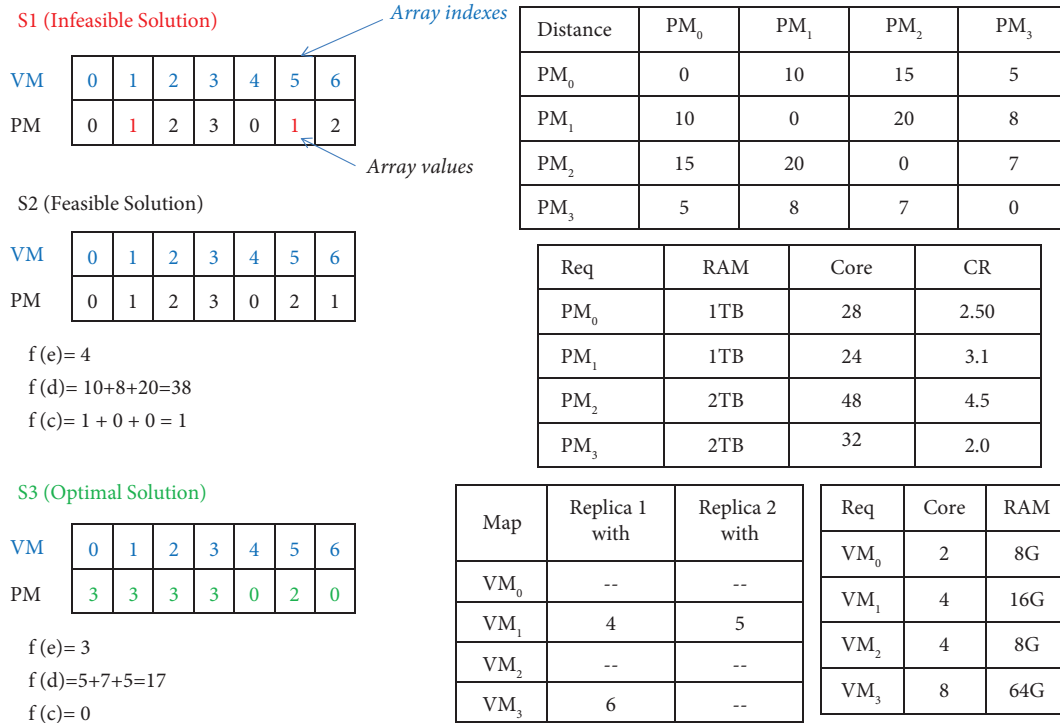 S1 (Infeasible Solution)
Array indexes
VM 0 1 2 3 4 5 6
PM 0 1 2 3 0 1 2
Array values
S2 (Feasible Solution)
VM 0 1 2 3 4 5 6
PM 0 1 2 3 0 2 1
f (e)= 4
f (d)= 10+8+20=38
f (c)= 1 + 0 + 0 = 1
S3 (Optimal Solution)
VM 0 1 2 3 4 5 6
PM 3 3 3 3 0 2 0
f (e)= 3
f (d)=5+7+5=17
f (c)= 0
Distance PM0 PM1 PM2 PM3
PM0 0 10 15 5
PM1 10 0 20 8
PM2 15 20 0 7
PM3 5 8 7 0
Req RAM Core CR
PM0 1TB 28 2.50
PM1 1TB 24 3.1
PM2 2TB 48 4.5
PM3 2TB 32 2.0
Map Replica 1 with Replica 2 with
VM0 -- --
VM1 4 5
VM2 -- --
VM3 6 --
Req Core RAM
VM0 2 8G
VM1 4 16G
VM2 4 8G
VM3 8 64G